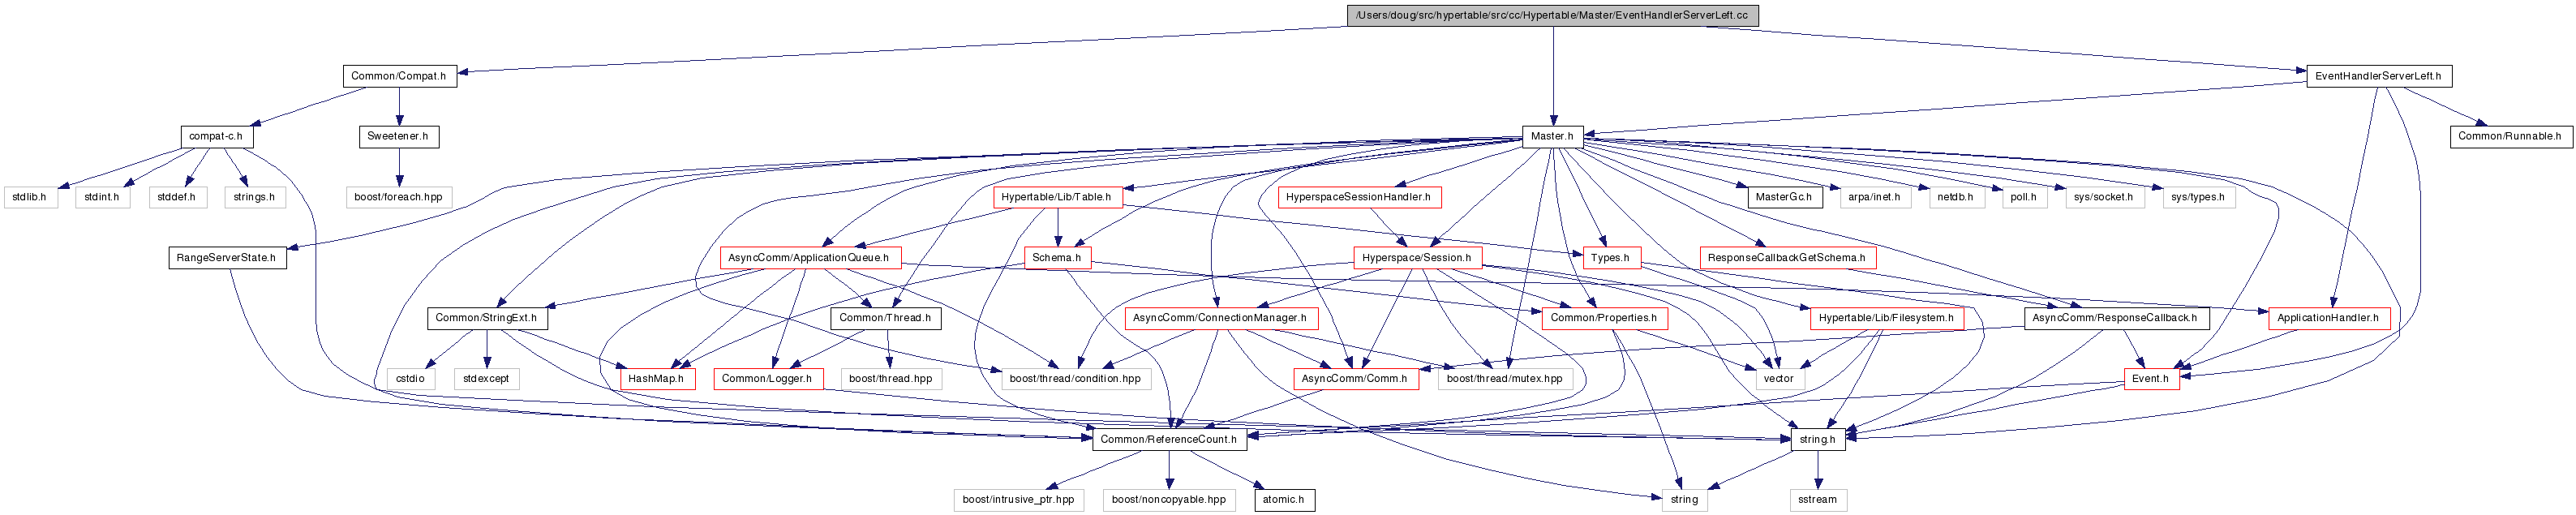 /Users/doug/src/hypertable/src/cc/Hypertable/Master/EventHandlerServerLeft.cc
Common/Compat.h
EventHandlerServerLeft.h
compat-c.h
Sweetener.h
Master.h
Common/Runnable.h
stdlib.h
stdint.h
stddef.h
strings.h
boost/foreach.hpp
Hypertable/Lib/Table.h
HyperspaceSessionHandler.h
MasterGc.h
arpa/inet.h
netdb.h
poll.h
sys/socket.h
sys/types.h
RangeServerState.h
AsyncComm/ApplicationQueue.h
Schema.h
Hyperspace/Session.h
Types.h
ResponseCallbackGetSchema.h
Common/StringExt.h
Common/Thread.h
AsyncComm/ConnectionManager.h
Common/Properties.h
Hypertable/Lib/Filesystem.h
AsyncComm/ResponseCallback.h
ApplicationHandler.h
cstdio
stdexcept
HashMap.h
Common/Logger.h
boost/thread.hpp
boost/thread/condition.hpp
AsyncComm/Comm.h
boost/thread/mutex.hpp
vector
Event.h
Common/ReferenceCount.h
string.h
boost/intrusive_ptr.hpp
boost/noncopyable.hpp
atomic.h
string
sstream